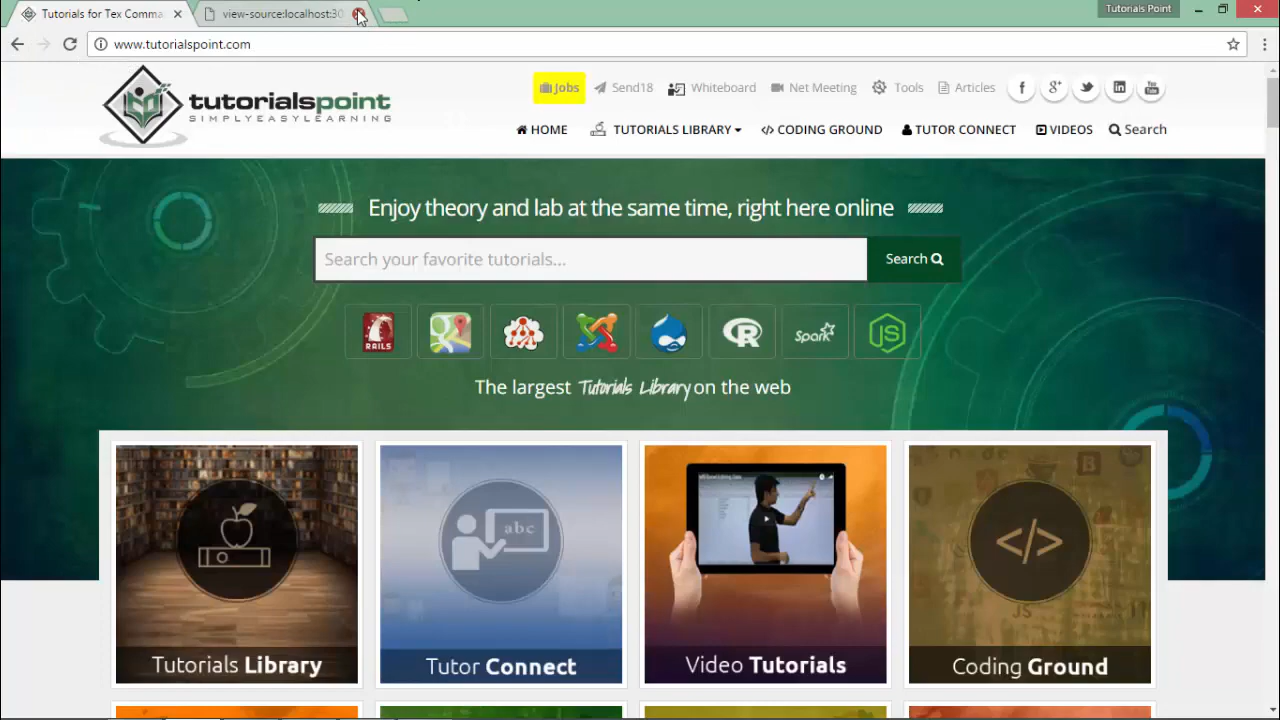 Tutorials for Tex Comma
view-source:localhost:30
Tutorials Point
www.tutorialspoint.com
tutorialspoint
SIMPLYEASYLEARNING
Jobs Send18 Whiteboard Net Meeting Tools Articles
HOME TUTORIALS LIBRARY CODING GROUND TUTOR CONNECT VIDEOS Search
Enjoy theory and lab at the same time, right here online
Search your favorite tutorials...
Search
RAILS
R
Spark
JS
The largest Tutorials Library on the web
abc
Tutorials Library
Tutor Connect
Video Tutorials
Coding Ground